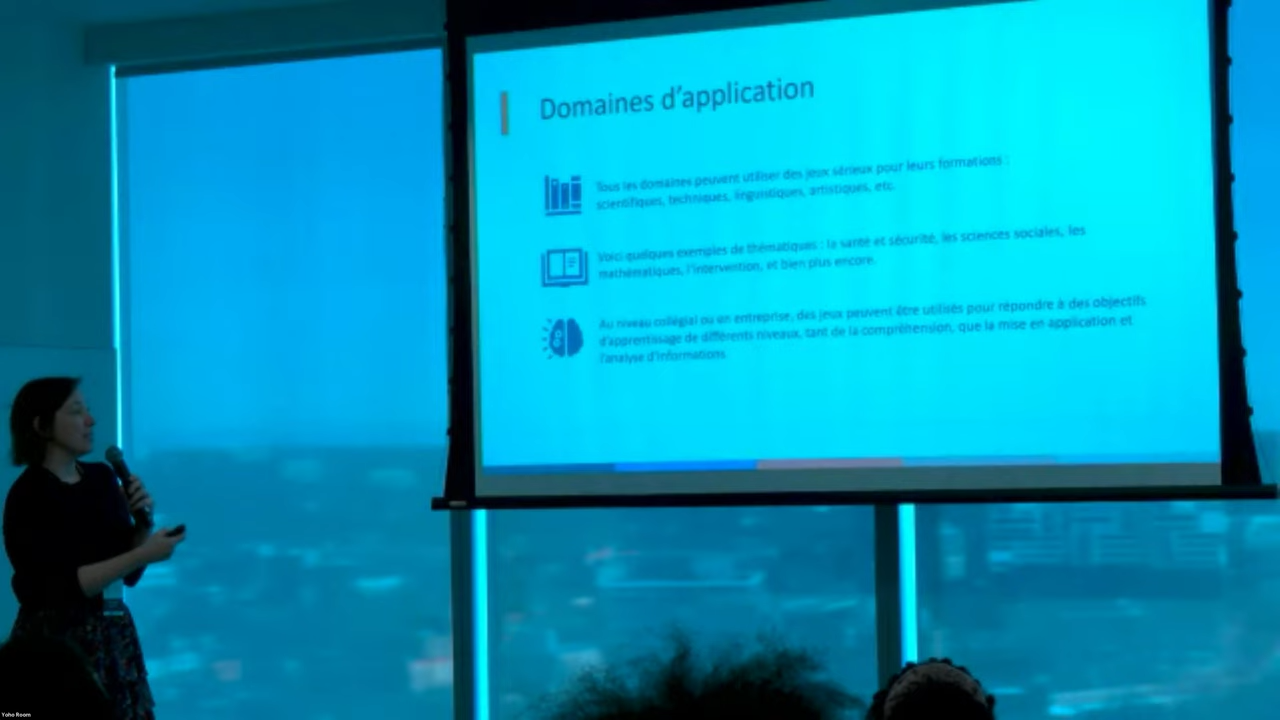 Domaines d'application
Tous les domaines peuvent utiliser des jeux sérieux pour leurs formations :
scientifiques, techniques, linguistiques, artistiques, etc.
Voici quelques exemples de thématiques : la santé et sécurité, les sciences sociales, les
mathématiques, l'intervention, et bien plus encore.
Au niveau collégial ou en entreprise, des jeux peuvent être utilisés pour répondre à des objectifs
d'apprentissage de différents niveaux, tant de la compréhension, que la mise en application et
l'analyse d'informations.
Yoho Room